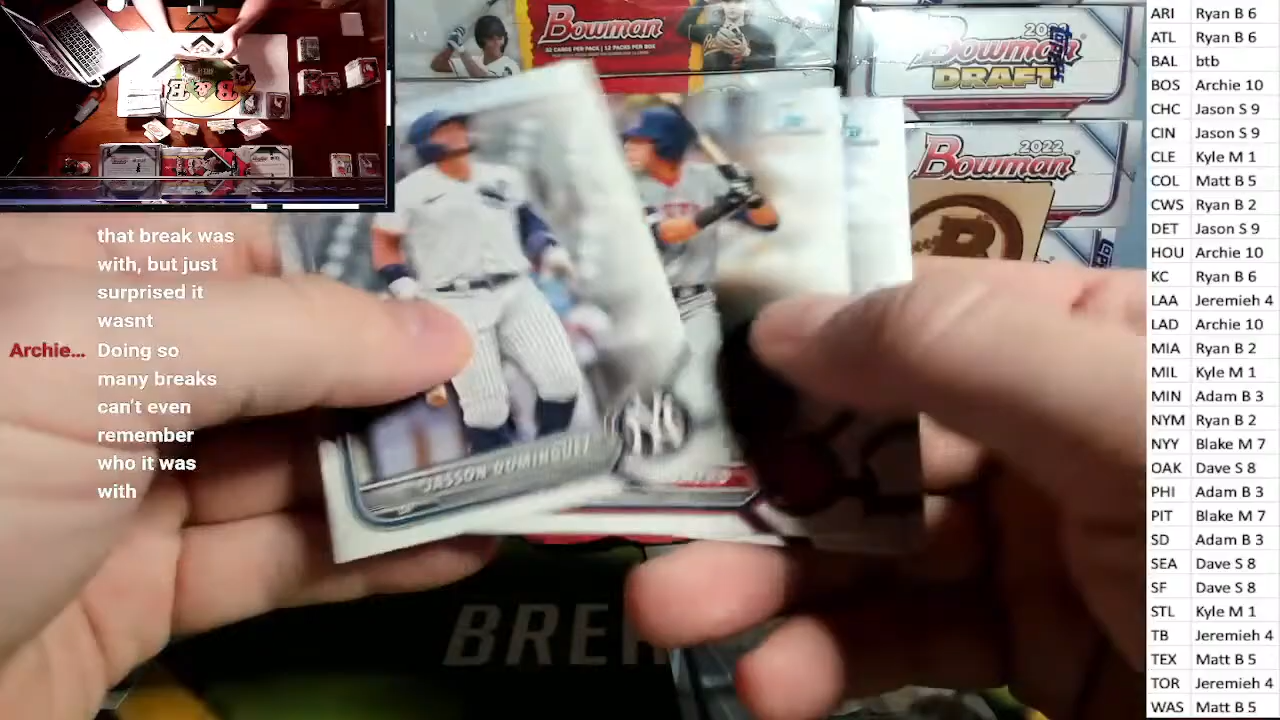 that break was
with, but just
surprised it
wasnt
Archie... Doing so
many breaks
can't even
remember
who it was
with
Bowman
32 CARDS PER PACK | 12 PACKS PER BOX
Bowman
DRAFT
2022
Bowman
B
B&E
JASSON DOMINGUEZ
OF
NY
BRE
ARI Ryan B 6
ATL Ryan B 6
BAL btb
BOS Archie 10
CHC Jason S 9
CIN Jason S 9
CLE Kyle M 1
COL Matt B 5
CWS Ryan B 2
DET Jason S 9
HOU Archie 10
KC Ryan B 6
LAA Jeremieh 4
LAD Archie 10
MIA Ryan B 2
MIL Kyle M 1
MIN Adam B 3
NYM Ryan B 2
NYY Blake M 7
OAK Dave S 8
PHI Adam B 3
PIT Blake M 7
SD Adam B 3
SEA Dave S 8
SF Dave S 8
STL Kyle M 1
TB Jeremieh 4
TEX Matt B 5
TOR Jeremieh 4
WAS Matt B 5